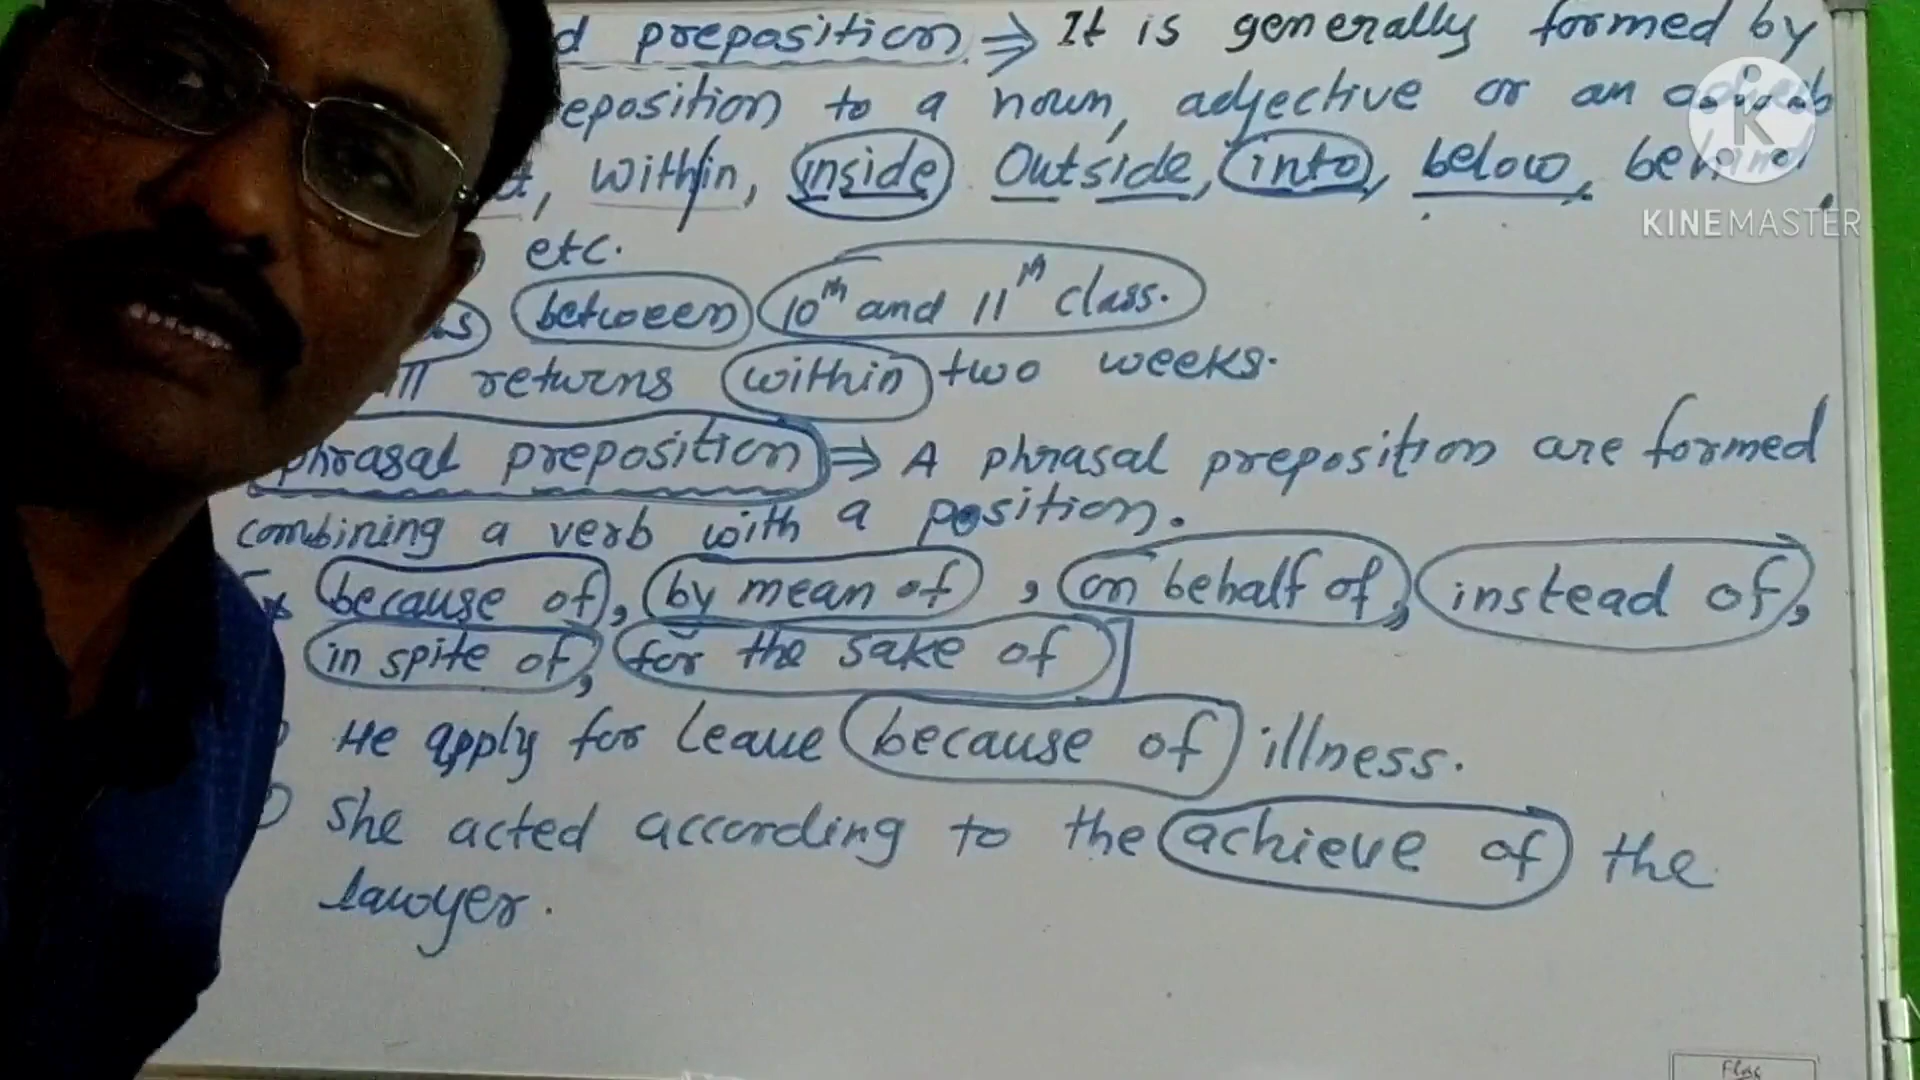 d preposition ⇒ It is generally formed by
eposition to a noun, adjective or an
within, inside Outside, into, below,
etc.
between 10th and 11th class.
returns within two weeks.
phrasal preposition ⇒ A phrasal preposition are formed
combining a verb with a position.
Ex because of, by mean of, on behalf of, instead of,
in spite of, for the sake of]
He apply for leave because of illness.
She acted according to the achieve of the
lawyer.
K
KINEMASTER